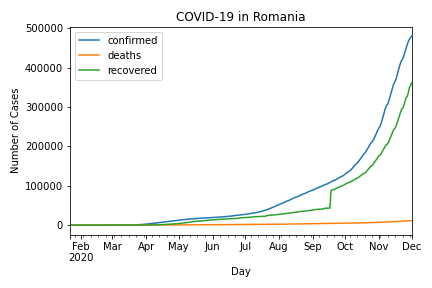 COVID-19 in Romania
confirmed
deaths
recovered
Number of Cases
500000
400000
300000
200000
100000
0
Feb Mar Apr May Jun Jul Aug Sep Oct Nov Dec
2020
Day